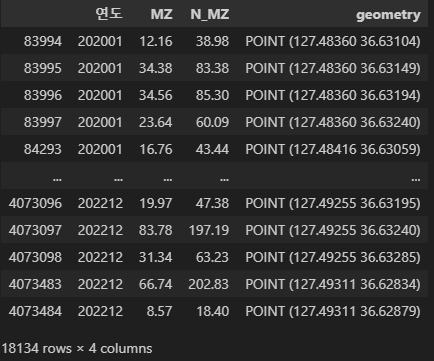 연도 MZ N_MZ geometry
83994 202001 12.16 38.98 POINT (127.48360 36.63104)
83995 202001 34.38 83.38 POINT (127.48360 36.63149)
83996 202001 34.56 85.30 POINT (127.48360 36.63194)
83997 202001 23.64 60.09 POINT (127.48360 36.63240)
84293 202001 16.76 43.44 POINT (127.48416 36.63059)
... ... ... ... ...
4073096 202212 19.97 47.38 POINT (127.49255 36.63195)
4073097 202212 83.78 197.19 POINT (127.49255 36.63240)
4073098 202212 31.34 63.23 POINT (127.49255 36.63285)
4073483 202212 66.74 202.83 POINT (127.49311 36.62834)
4073484 202212 8.57 18.40 POINT (127.49311 36.62879)
18134 rows × 4 columns